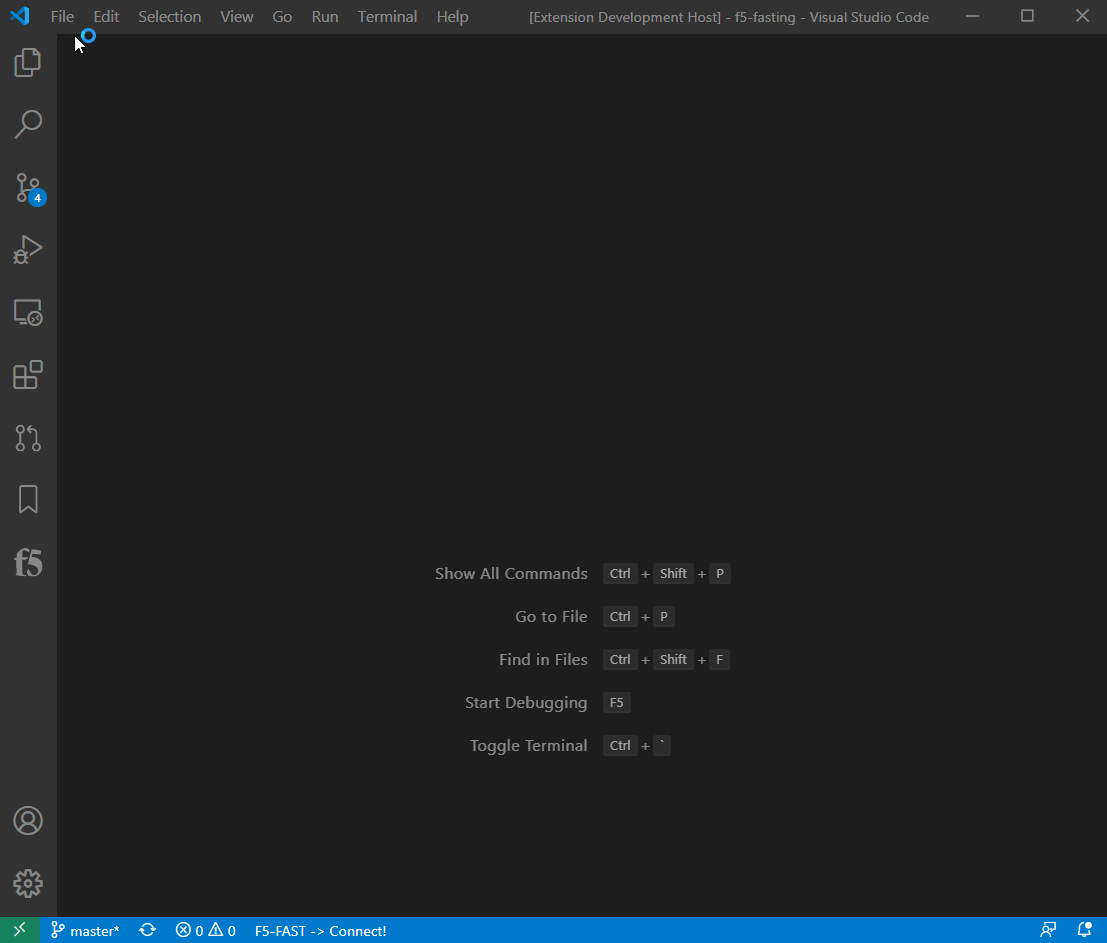 File Edit Selection View Go Run Terminal Help [Extension Development Host] - f5-fasting - Visual Studio Code
4
f5
Show All Commands Ctrl + Shift + P
Go to File Ctrl + P
Find in Files Ctrl + Shift + F
Start Debugging F5
Toggle Terminal Ctrl + `
master* 0 0 F5-FAST -> Connect!